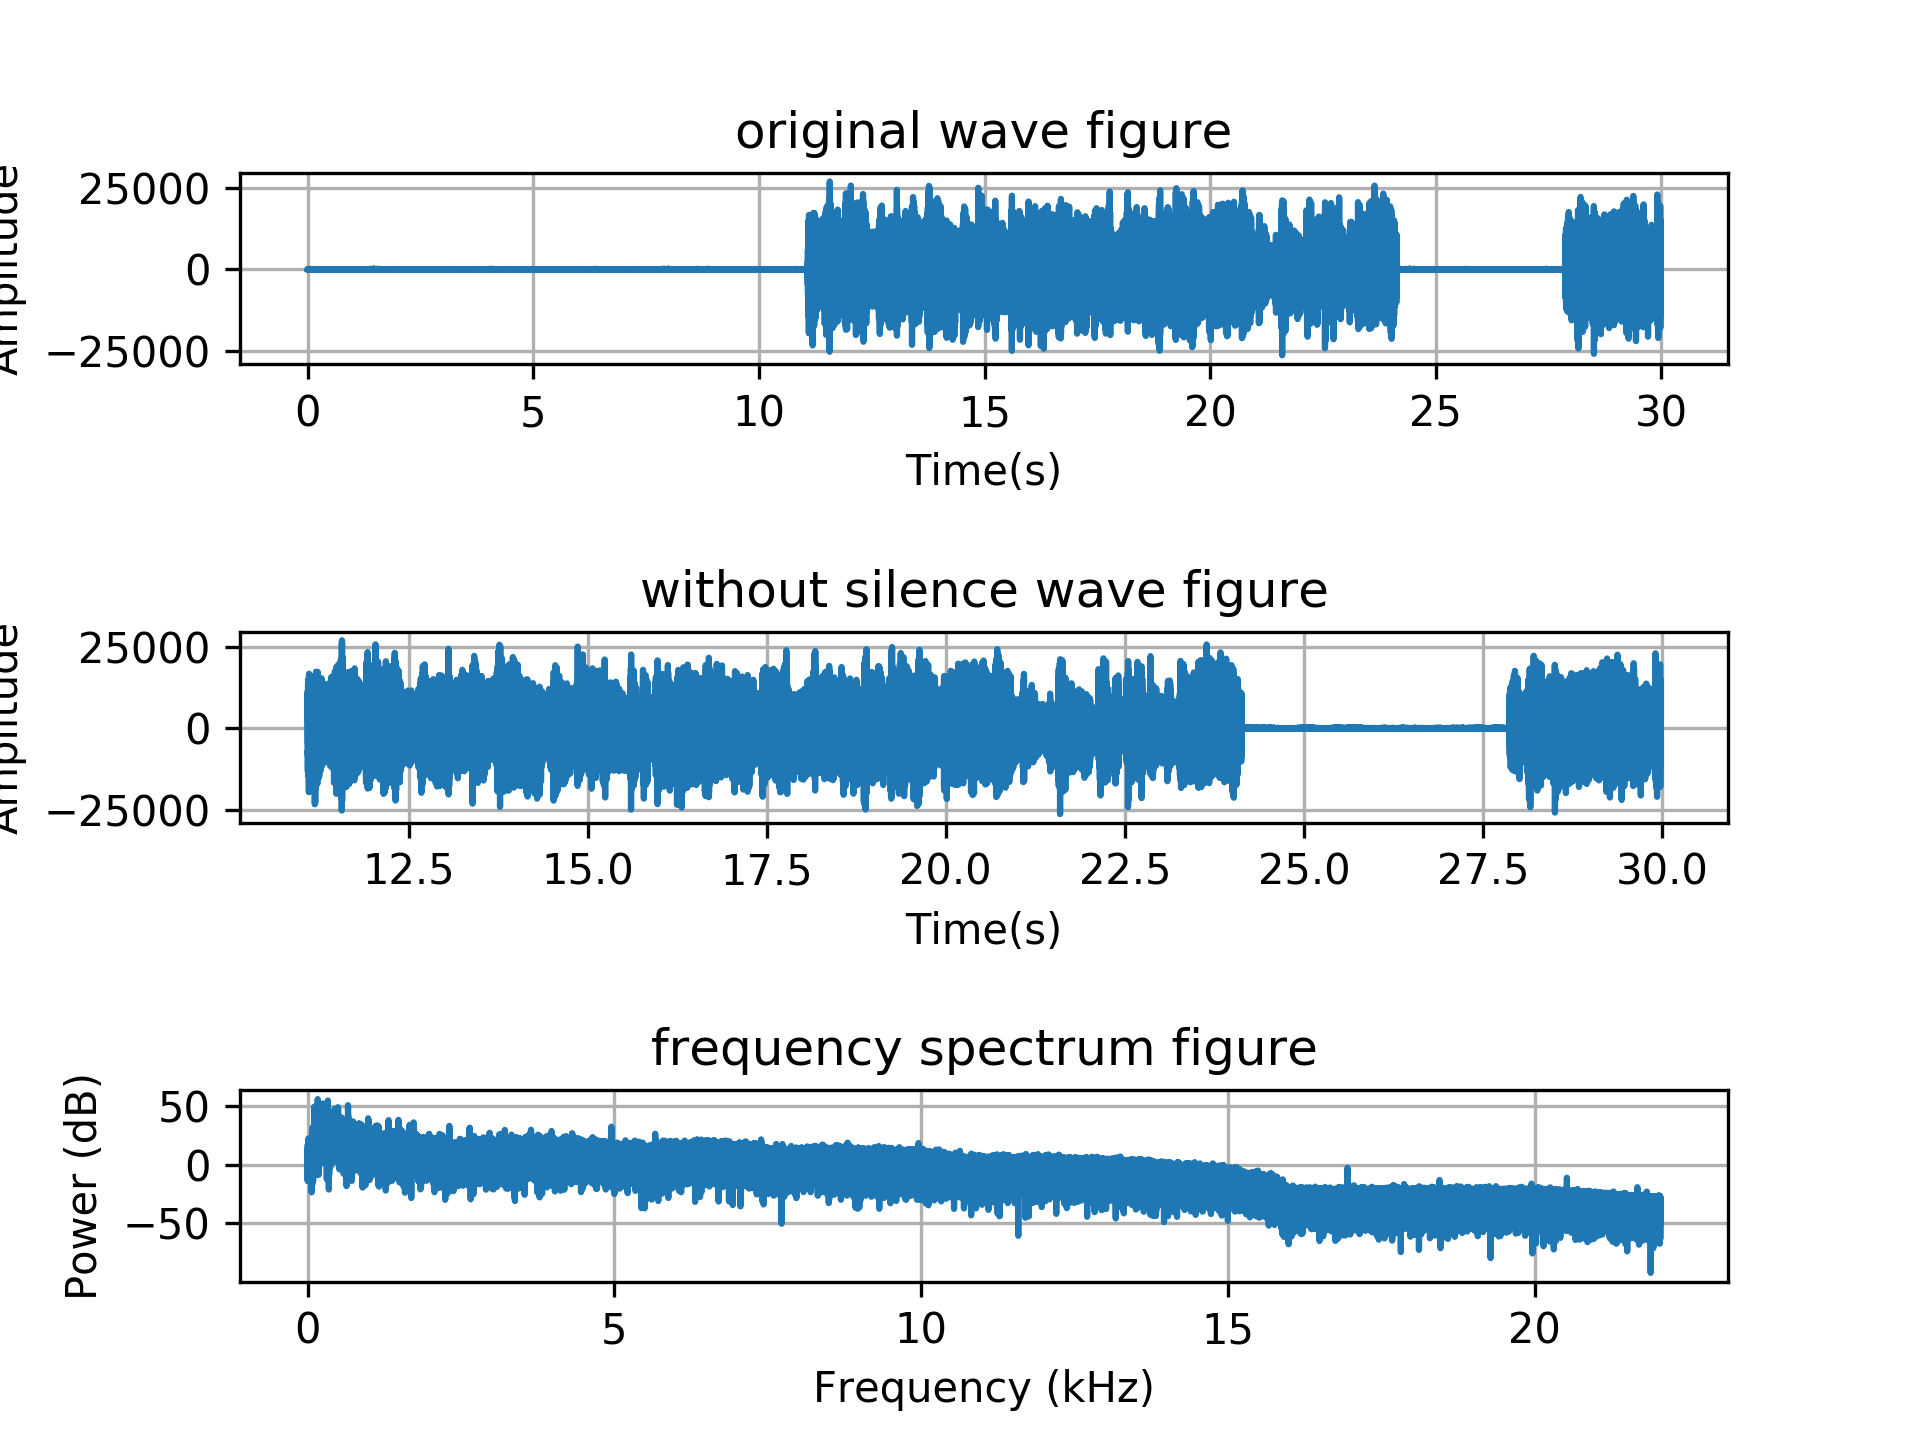 original wave figure
Amplitude
25000
0
−25000
0 5 10 15 20 25 30
Time(s)
without silence wave figure
Amplitude
25000
0
−25000
12.5 15.0 17.5 20.0 22.5 25.0 27.5 30.0
Time(s)
frequency spectrum figure
Power (dB)
50
0
−50
0 5 10 15 20
Frequency (kHz)